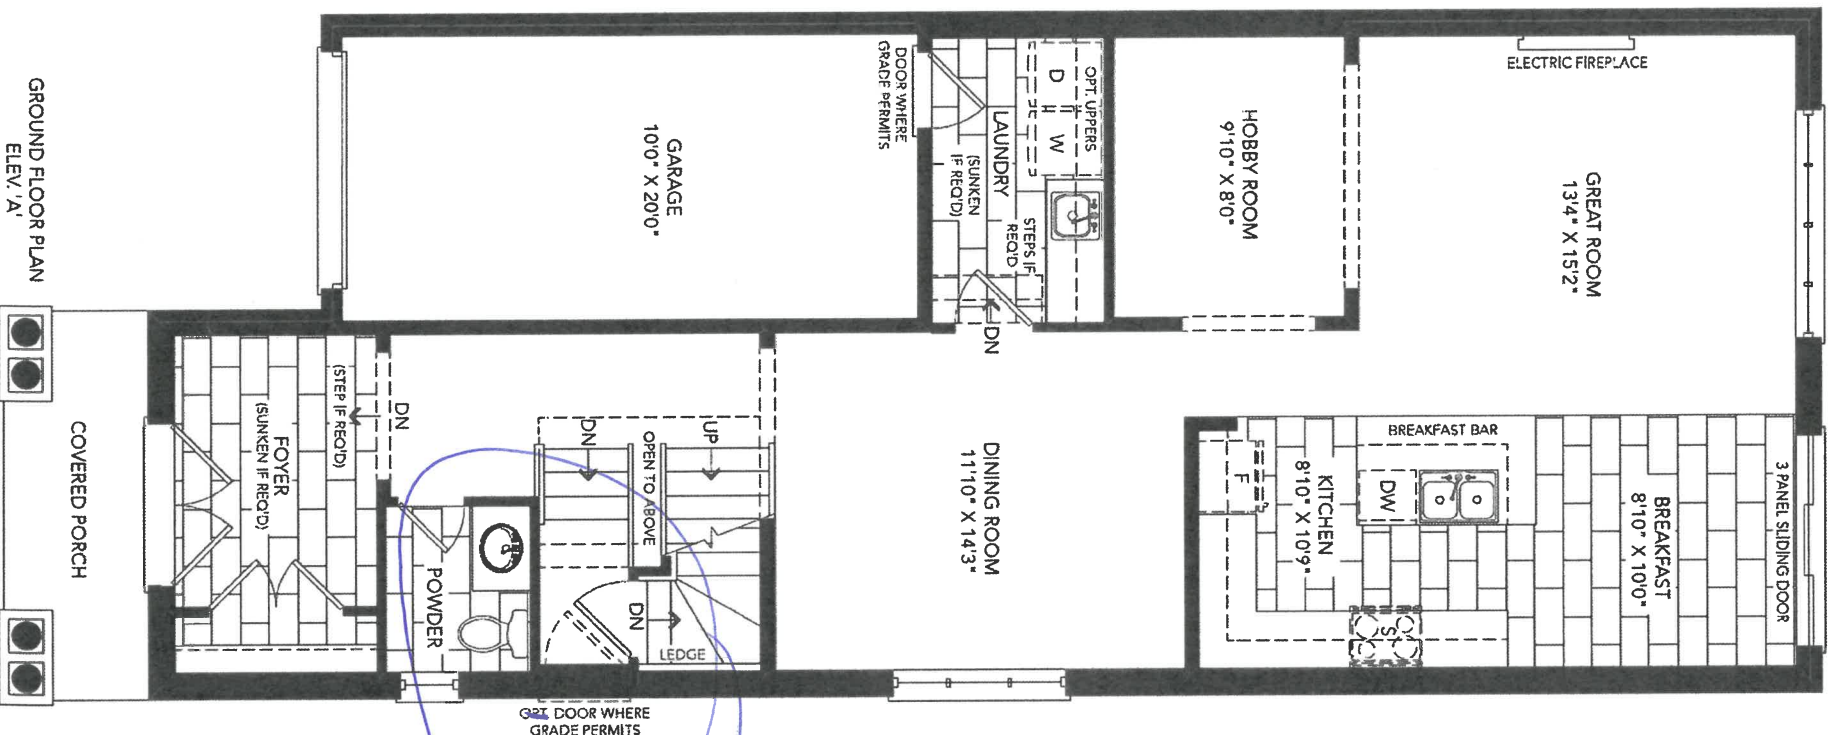 ELECTRIC FIREPLACE
GREAT ROOM
13'4" X 15'2"
HOBBY ROOM
9'10" X 8'0"
OPT. UPPERS
D
W
LAUNDRY
(SUNKEN
IF REQ'D)
STEPS IF
REQ'D
DN
DOOR WHERE
GRADE PERMITS
GARAGE
10'0" X 20'0"
GROUND FLOOR PLAN
ELEV. 'A'
3 PANEL SLIDING DOOR
BREAKFAST
8'10" X 10'0"
BREAKFAST BAR
DW
KITCHEN
8'10" X 10'9"
F
S
DINING ROOM
11'10" X 14'3"
UP
OPEN TO ABOVE
DN
DN
LEDGE
POWDER
DN
(STEP IF REQ'D)
FOYER
(SUNKEN IF REQ'D)
COVERED PORCH
OPT. DOOR WHERE
GRADE PERMITS